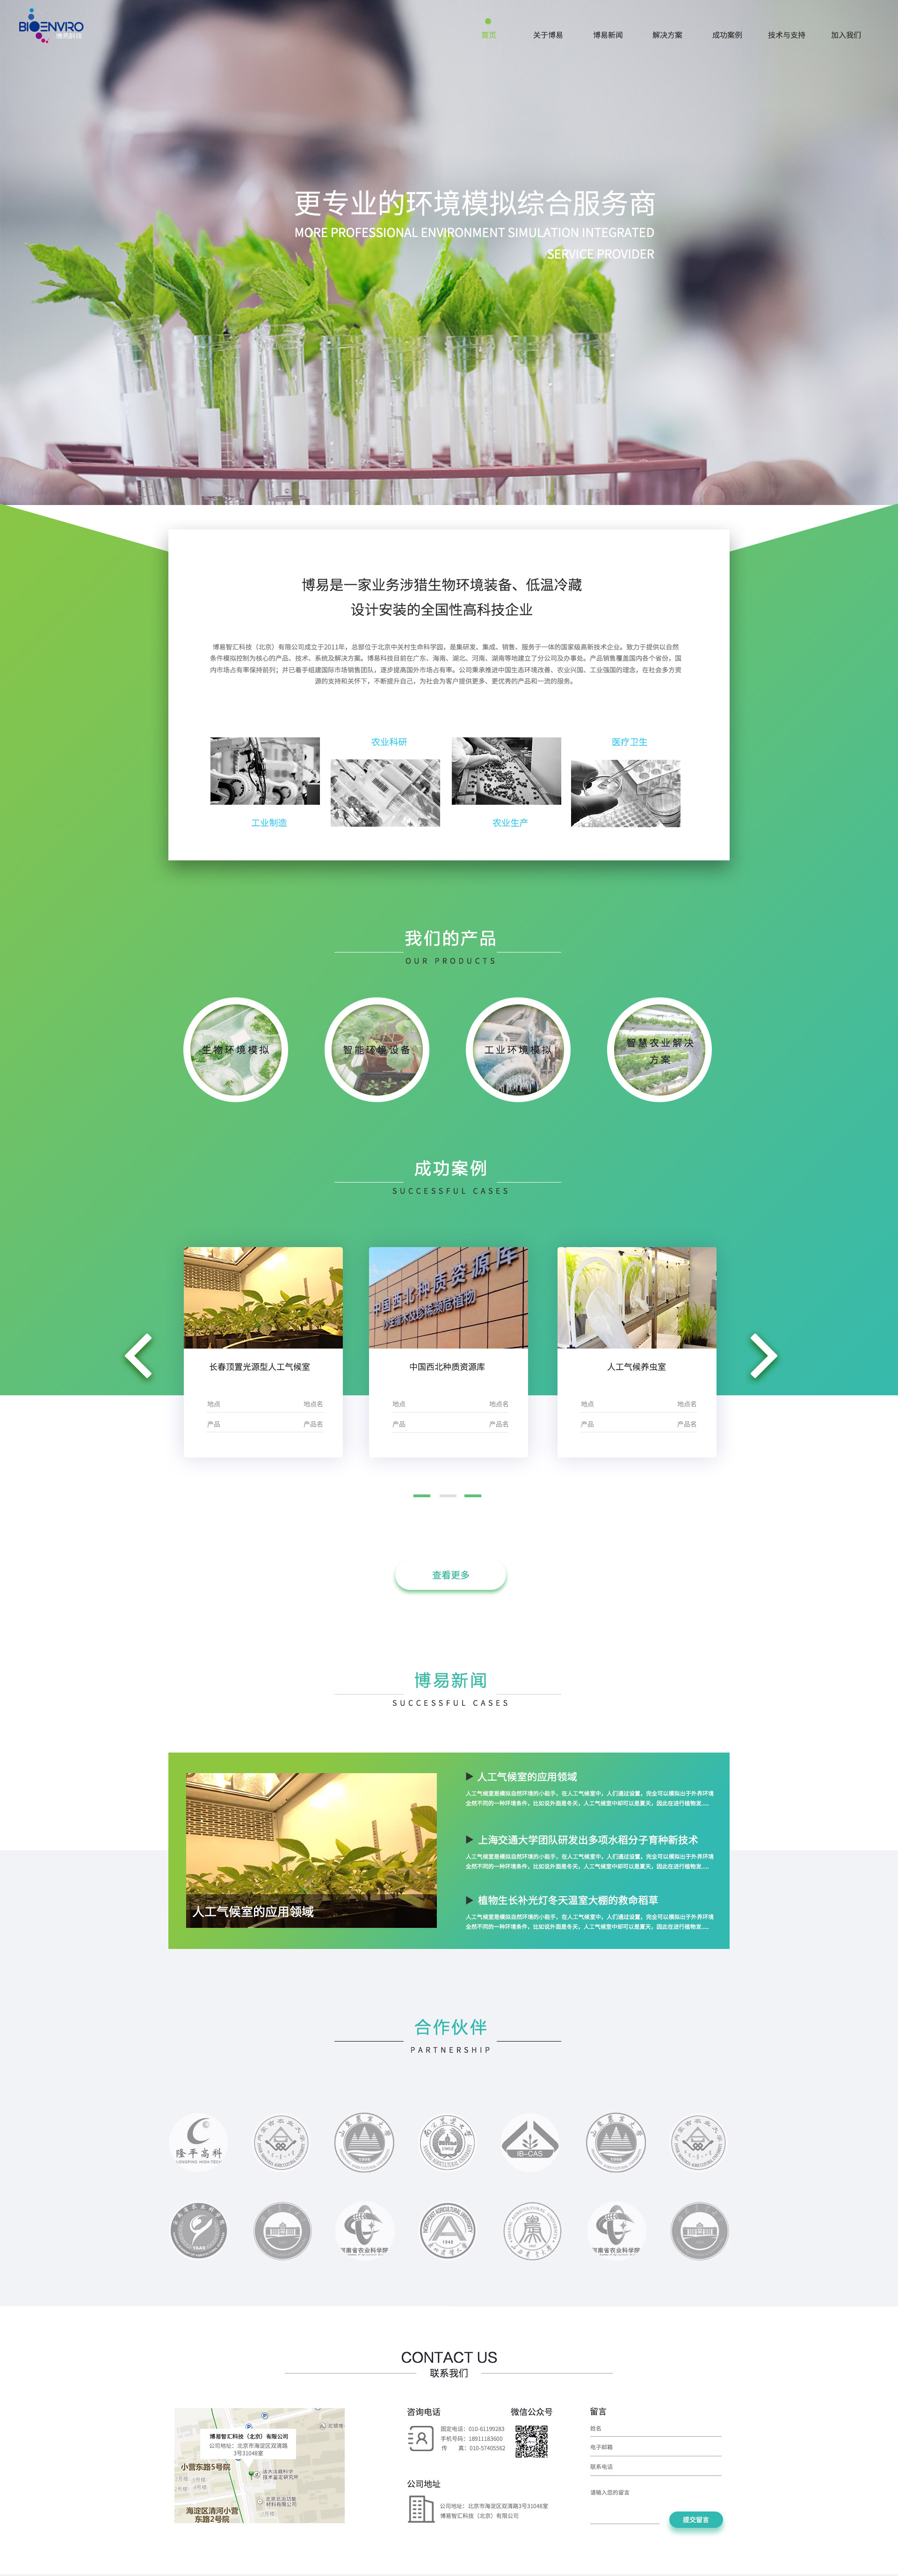 BIOENVIRO
博易科技
首页
关于博易
博易新闻
解决方案
成功案例
技术与支持
加入我们
更专业的环境模拟综合服务商
MORE PROFESSIONAL ENVIRONMENT SIMULATION INTEGRATED
SERVICE PROVIDER
博易是一家业务涉猎生物环境装备、低温冷藏
设计安装的全国性高科技企业
博易智汇科技（北京）有限公司成立于2011年，总部位于北京中关村生命科学园，是集研发、集成、销售、服务于一体的国家级高新技术企业。致力于提供以自然
条件模拟控制为核心的产品、技术、系统及解决方案。博易科技目前在广东、海南、湖北、河南、湖南等地建立了分公司及办事处。产品销售覆盖国内各个省份，国
内市场占有率保持前列；并已着手组建国际市场销售团队，逐步提高国外市场占有率。公司秉承推进中国生态环境改善、农业兴国、工业强国的理念，在社会多方资
源的支持和关怀下，不断提升自己，为社会为客户提供更多、更优秀的产品和一流的服务。
农业科研
医疗卫生
工业制造
农业生产
我们的产品
OUR PRODUCTS
生物环境模拟
智能环境设备
工业环境模拟
智慧农业解决
方案
成功案例
SUCCESSFUL CASES
中国西北种质资源库
长春顶置光源型人工气候室
中国西北种质资源库
人工气候养虫室
地点 地点名
地点 地点名
地点 地点名
产品 产品名
产品 产品名
产品 产品名
查看更多
博易新闻
SUCCESSFUL CASES
人工气候室的应用领域
人工气候室的应用领域
人工气候室是模拟自然环境的小能手，在人工气候室中，人们通过设置，完全可以模拟出于外界环境
全然不同的一种环境条件，比如说外面是冬天，人工气候室中却可以是夏天，因此在进行植物发.....
上海交通大学团队研发出多项水稻分子育种新技术
人工气候室是模拟自然环境的小能手，在人工气候室中，人们通过设置，完全可以模拟出于外界环境
全然不同的一种环境条件，比如说外面是冬天，人工气候室中却可以是夏天，因此在进行植物发.....
植物生长补光灯冬天温室大棚的救命稻草
人工气候室是模拟自然环境的小能手，在人工气候室中，人们通过设置，完全可以模拟出于外界环境
全然不同的一种环境条件，比如说外面是冬天，人工气候室中却可以是夏天，因此在进行植物发.....
合作伙伴
PARTNERSHIP
隆平高科
IB-CAS
河南省农业科学院
河南省农业科学院
CONTACT US
联系我们
博易智汇科技（北京）有限公司
公司地址：北京市海淀区双清路
3号31048室
小营东路5号院
海淀区清河小营
东路2号院
咨询电话
固定电话：010-61199283
手机号码：18911183600
传 真：010-57405562
微信公众号
公司地址
公司地址：北京市海淀区双清路3号31048室
博易智汇科技（北京）有限公司
留言
姓名
电子邮箱
联系电话
请输入您的留言
提交留言